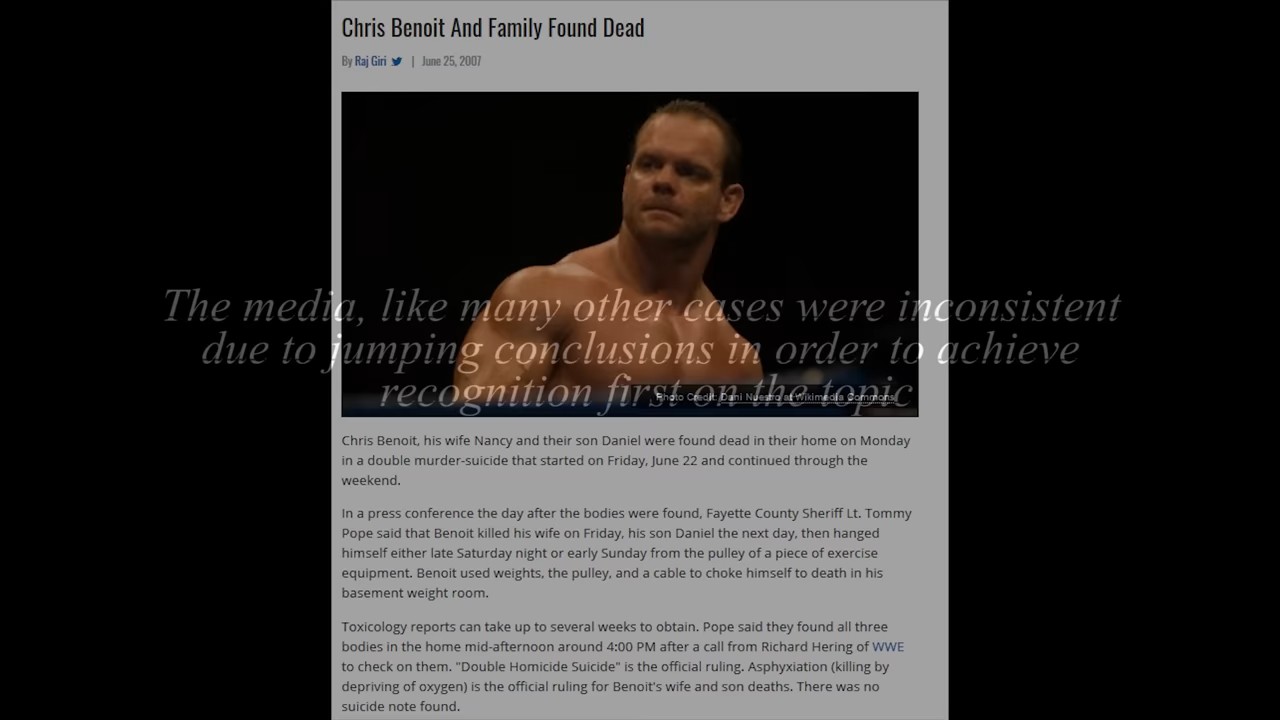 Chris Benoit And Family Found Dead
By Raj Giri | June 25, 2007
The media, like many other cases were inconsistent
due to jumping conclusions in order to achieve
recognition first on the topic
Photo Credit: Dani Nuestro at Wikimedia Commons
Chris Benoit, his wife Nancy and their son Daniel were found dead in their home on Monday
in a double murder-suicide that started on Friday, June 22 and continued through the
weekend.
In a press conference the day after the bodies were found, Fayette County Sheriff Lt. Tommy
Pope said that Benoit killed his wife on Friday, his son Daniel the next day, then hanged
himself either late Saturday night or early Sunday from the pulley of a piece of exercise
equipment. Benoit used weights, the pulley, and a cable to choke himself to death in his
basement weight room.
Toxicology reports can take up to several weeks to obtain. Pope said they found all three
bodies in the home mid-afternoon around 4:00 PM after a call from Richard Hering of WWE
to check on them. "Double Homicide Suicide" is the official ruling. Asphyxiation (killing by
depriving of oxygen) is the official ruling for Benoit's wife and son deaths. There was no
suicide note found.